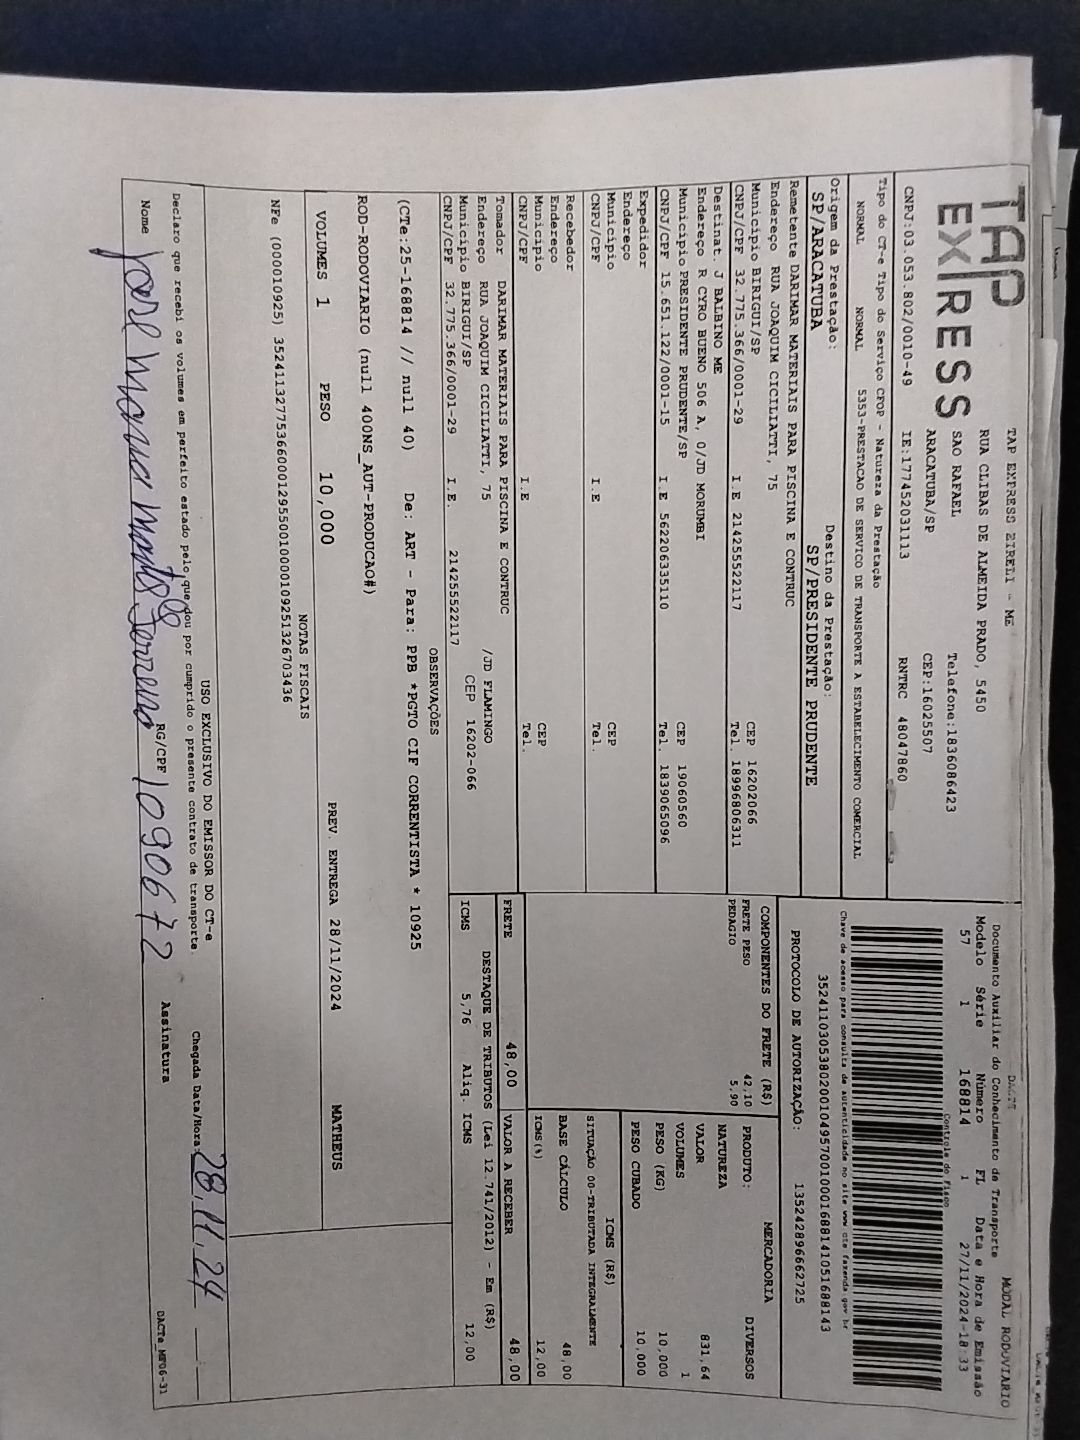 TAP
EXPRESS
TAP EXPRESS EIRELI - ME
RUA CLIBAS DE ALMEIDA PRADO, 5450
SAO RAFAEL
Telefone:1836086423
ARACATUBA/SP
CEP:16025507
CNPJ:03.053.802/0010-49 IE:177452031113 RNTRC 48047860
DACTE
MODAL RODOVIARIO
Documento Auxiliar do Conhecimento de Transporte
Modelo Série Número FL Data e Hora de Emissão
57 1 168814 1 27/11/2024-18:33
Controle do Fisco
Chave de acesso para consulta de autenticidade no site www.cte.fazenda.gov.br
35241103053802001049570010001688141051688143
PROTOCOLO DE AUTORIZAÇÃO: 135242896662725
Tipo do CT-e Tipo do Serviço CFOP - Natureza da Prestação
NORMAL NORMAL 5353-PRESTACAO DE SERVICO DE TRANSPORTE A ESTABELECIMENTO COMERCIAL
Origem da Prestação: Destino da Prestação:
SP/ARACATUBA SP/PRESIDENTE PRUDENTE
Remetente DARIMAR MATERIAIS PARA PISCINA E CONTRUC
Endereço RUA JOAQUIM CICILIATTI, 75
Município BIRIGUI/SP CEP 16202066
CNPJ/CPF 32.775.366/0001-29 I.E 214255522117 Tel. 18996806311
Destinat. J BALBINO ME
Endereço R CYRO BUENO 506 A, 0/JD MORUMBI
Município PRESIDENTE PRUDENTE/SP CEP 19060560
CNPJ/CPF 15.651.122/0001-15 I.E 562206335110 Tel. 1839065096
Expedidor
Endereço
Município CEP
CNPJ/CPF I.E Tel.
Recebedor
Endereço
Município CEP
CNPJ/CPF I.E Tel.
Tomador DARIMAR MATERIAIS PARA PISCINA E CONTRUC
Endereço RUA JOAQUIM CICILIATTI, 75 /JD FLAMINGO
Município BIRIGUI/SP CEP 16202-066
CNPJ/CPF 32.775.366/0001-29 I.E. 214255522117
COMPONENTES DO FRETE (R$)
FRETE PESO 42,10
PEDAGIO 5,90
MERCADORIA
PRODUTO: DIVERSOS
NATUREZA
VALOR 831,64
VOLUMES 1
PESO (KG) 10,000
PESO CUBADO 10,000
ICMS (R$)
SITUAÇÃO 00-TRIBUTADA INTEGRALMENTE
BASE CÁLCULO 48,00
ICMS(%) 12,00
FRETE 48,00 VALOR A RECEBER 48,00
DESTAQUE DE TRIBUTOS (Lei 12.741/2012) - Em (R$)
ICMS 5,76 Aliq. ICMS 12,00
OBSERVAÇÕES
(CTe:25-168814 // null 40) De: ART - Para: PPB *PGTO CIF CORRENTISTA * 10925
ROD-RODOVIARIO (null 400NS_AUT-PRODUCAO#)
VOLUMES 1 PESO 10,000 PREV. ENTREGA 28/11/2024 MATHEUS
NOTAS FISCAIS
NFe (000010925) 35241132775366000129550010000109251326703436
USO EXCLUSIVO DO EMISSOR DO CT-e
Declaro que recebi os volumes em perfeito estado pelo que dou por cumprido o presente contrato de transporte. Chegada Data/Hora 28.11.24
Nome RG/CPF 1090672 Assinatura
DACTe_MF06-31